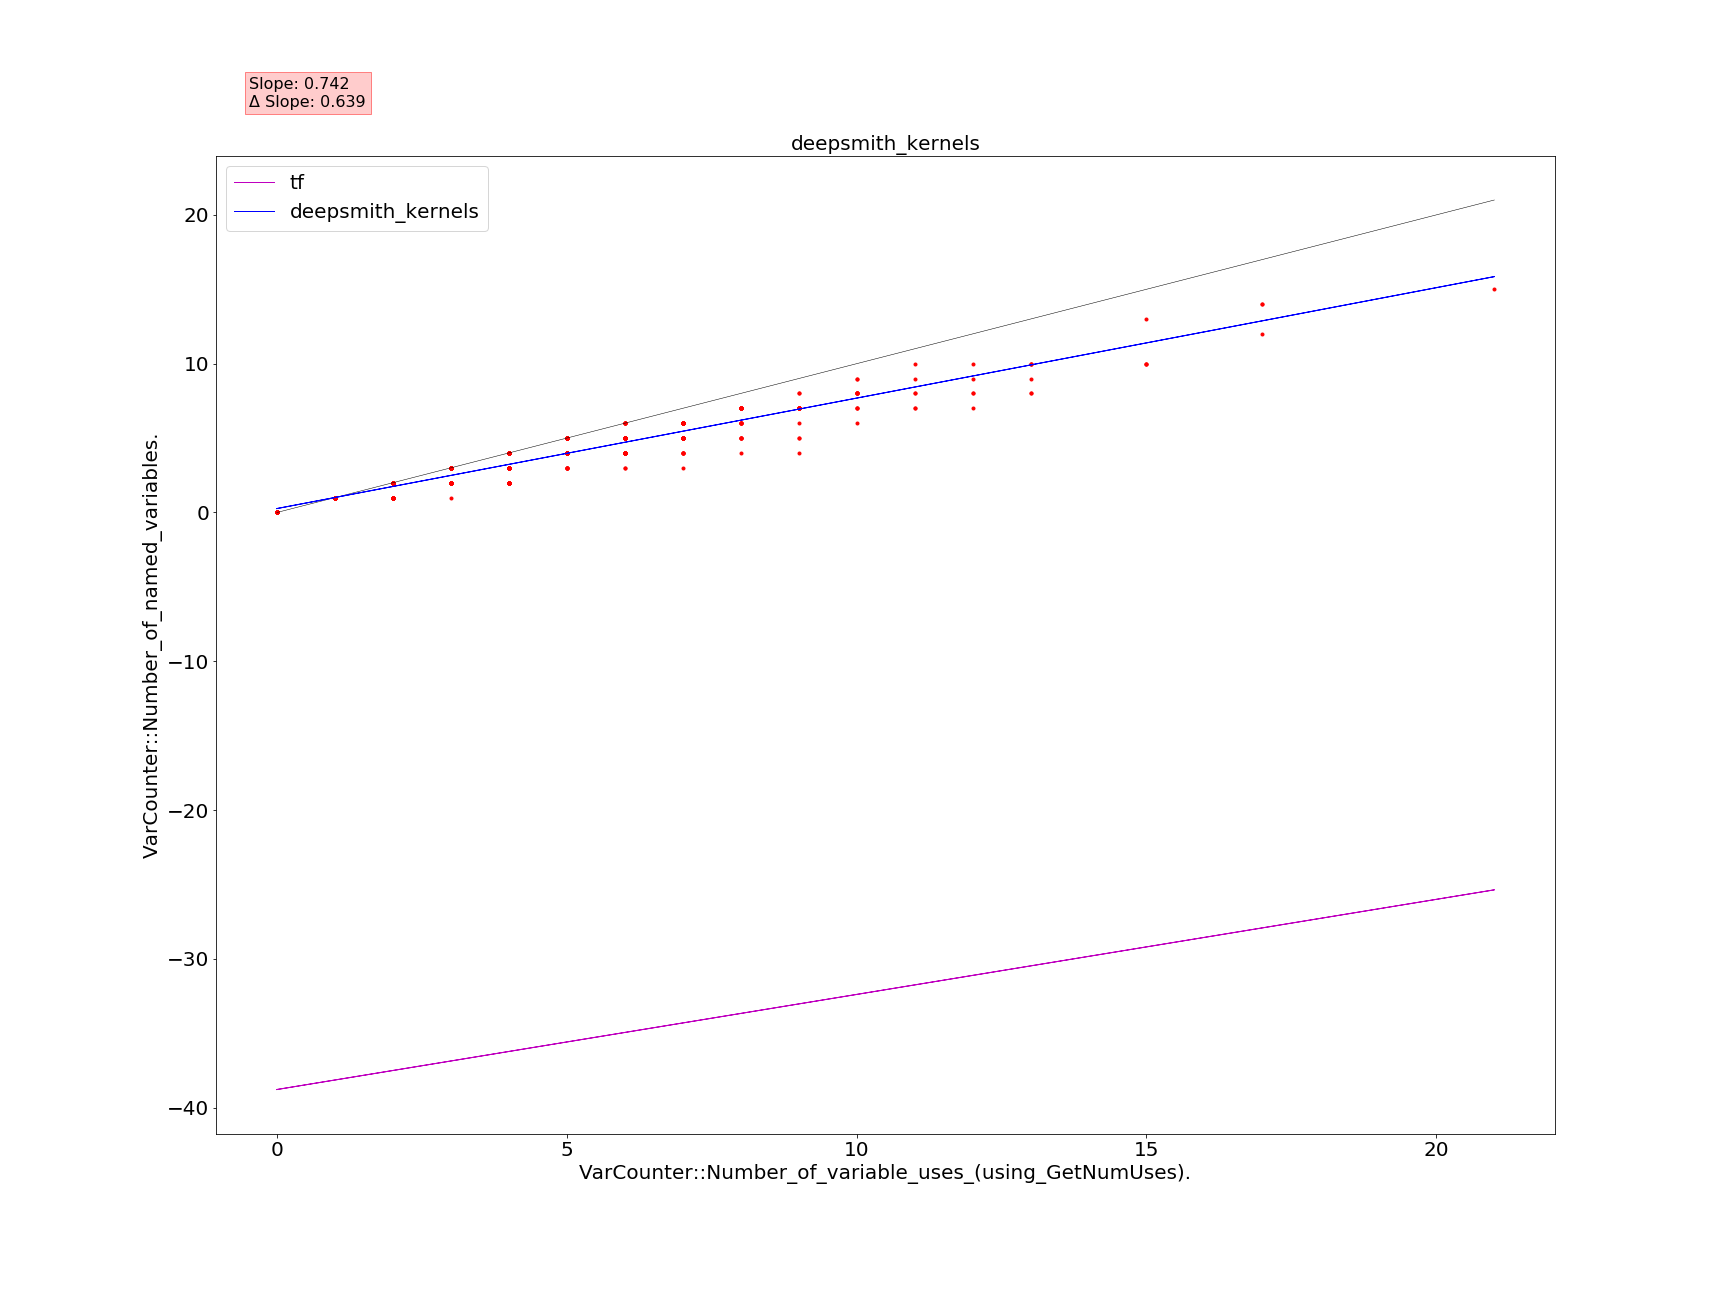 Slope: 0.742
Δ Slope: 0.639
deepsmith_kernels
tf
deepsmith_kernels
20
10
0
−10
−20
−30
−40
VarCounter::Number_of_named_variables.
0 5 10 15 20
VarCounter::Number_of_variable_uses_(using_GetNumUses).